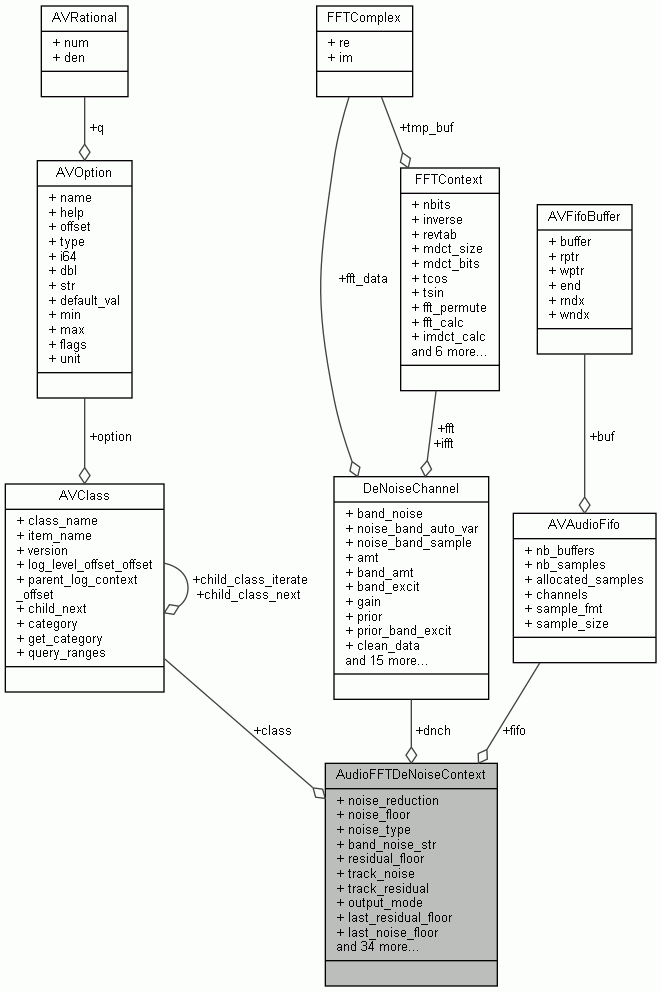 AVRational
+ num
+ den
+q
AVOption
+ name
+ help
+ offset
+ type
+ i64
+ dbl
+ str
+ default_val
+ min
+ max
+ flags
+ unit
+option
AVClass
+ class_name
+ item_name
+ version
+ log_level_offset_offset
+ parent_log_context
_offset
+ child_next
+ category
+ get_category
+ query_ranges
+child_class_iterate
+child_class_next
+class
FFTComplex
+ re
+ im
+tmp_buf
+fft_data
FFTContext
+ nbits
+ inverse
+ revtab
+ mdct_size
+ mdct_bits
+ tcos
+ tsin
+ fft_permute
+ fft_calc
+ imdct_calc
and 6 more...
+fft
+ifft
DeNoiseChannel
+ band_noise
+ noise_band_auto_var
+ noise_band_sample
+ amt
+ band_amt
+ band_excit
+ gain
+ prior
+ prior_band_excit
+ clean_data
and 15 more...
+dnch
AVFifoBuffer
+ buffer
+ rptr
+ wptr
+ end
+ rndx
+ wndx
+buf
AVAudioFifo
+ nb_buffers
+ nb_samples
+ allocated_samples
+ channels
+ sample_fmt
+ sample_size
+fifo
AudioFFTDeNoiseContext
+ noise_reduction
+ noise_floor
+ noise_type
+ band_noise_str
+ residual_floor
+ track_noise
+ track_residual
+ output_mode
+ last_residual_floor
+ last_noise_floor
and 34 more...